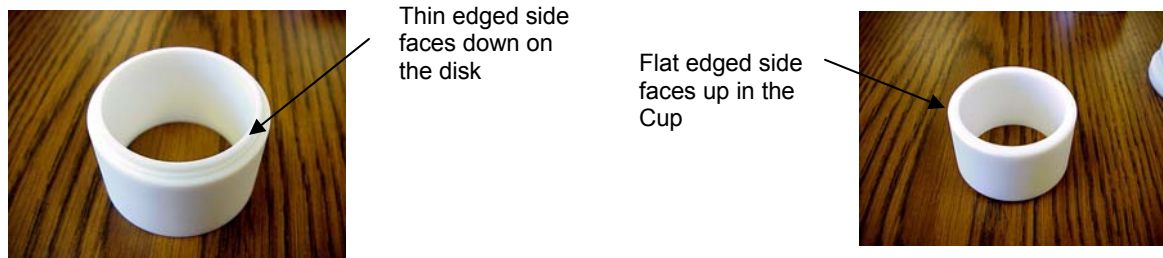 Thin edged side
faces down on
the disk
Flat edged side
faces up in the
Cup